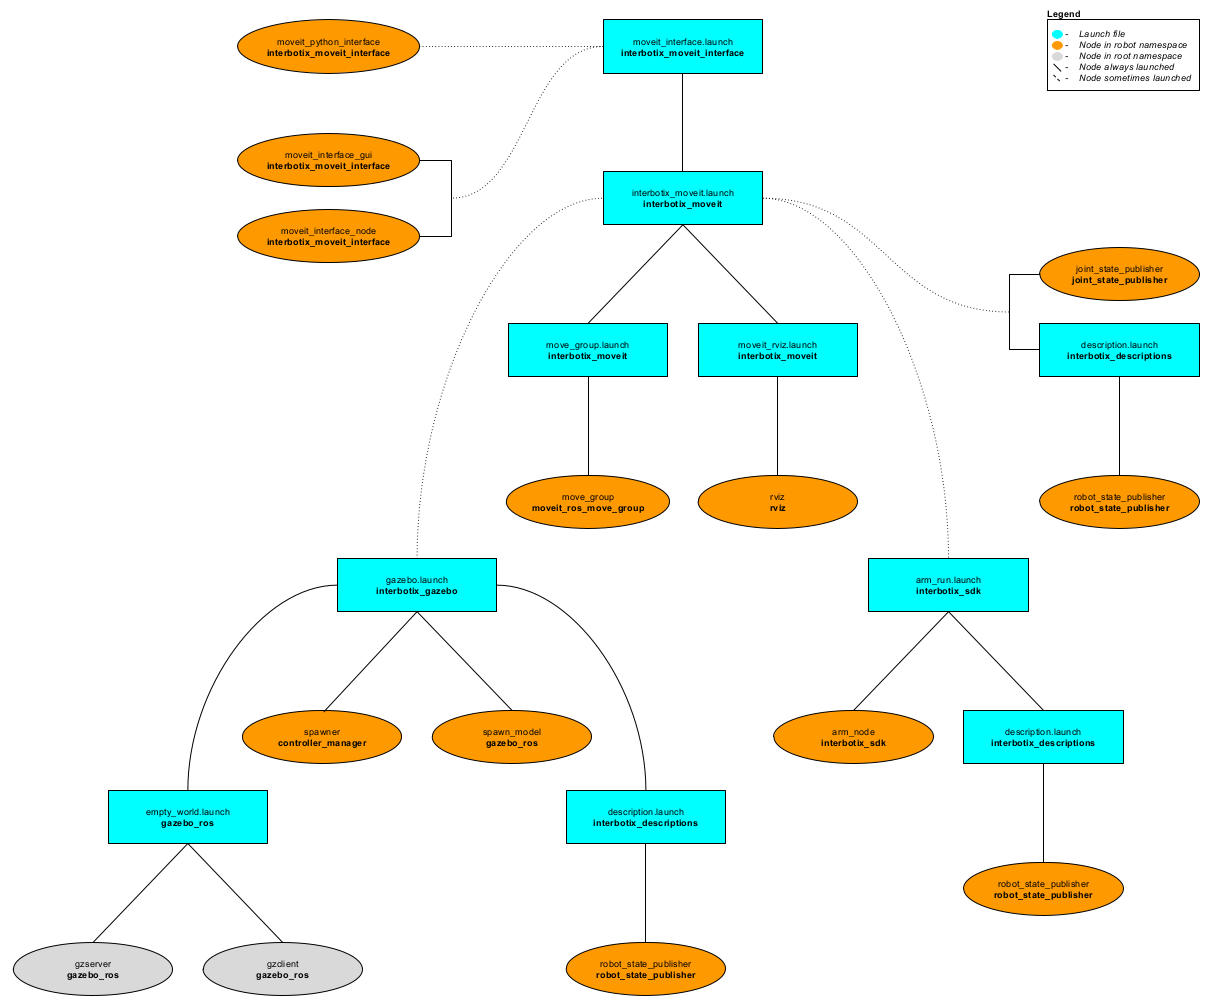 Legend
- Launch file
- Node in robot namespace
- Node in root namespace
- Node always launched
- Node sometimes launched
moveit_python_interface
interbotix_moveit_interface
moveit_interface.launch
interbotix_moveit_interface
moveit_interface_gui
interbotix_moveit_interface
interbotix_moveit.launch
interbotix_moveit
moveit_interface_node
interbotix_moveit_interface
joint_state_publisher
joint_state_publisher
move_group.launch
interbotix_moveit
moveit_rviz.launch
interbotix_moveit
description.launch
interbotix_descriptions
move_group
moveit_ros_move_group
rviz
rviz
robot_state_publisher
robot_state_publisher
gazebo.launch
interbotix_gazebo
arm_run.launch
interbotix_sdk
spawner
controller_manager
spawn_model
gazebo_ros
arm_node
interbotix_sdk
description.launch
interbotix_descriptions
empty_world.launch
gazebo_ros
description.launch
interbotix_descriptions
robot_state_publisher
robot_state_publisher
gzserver
gazebo_ros
gzclient
gazebo_ros
robot_state_publisher
robot_state_publisher